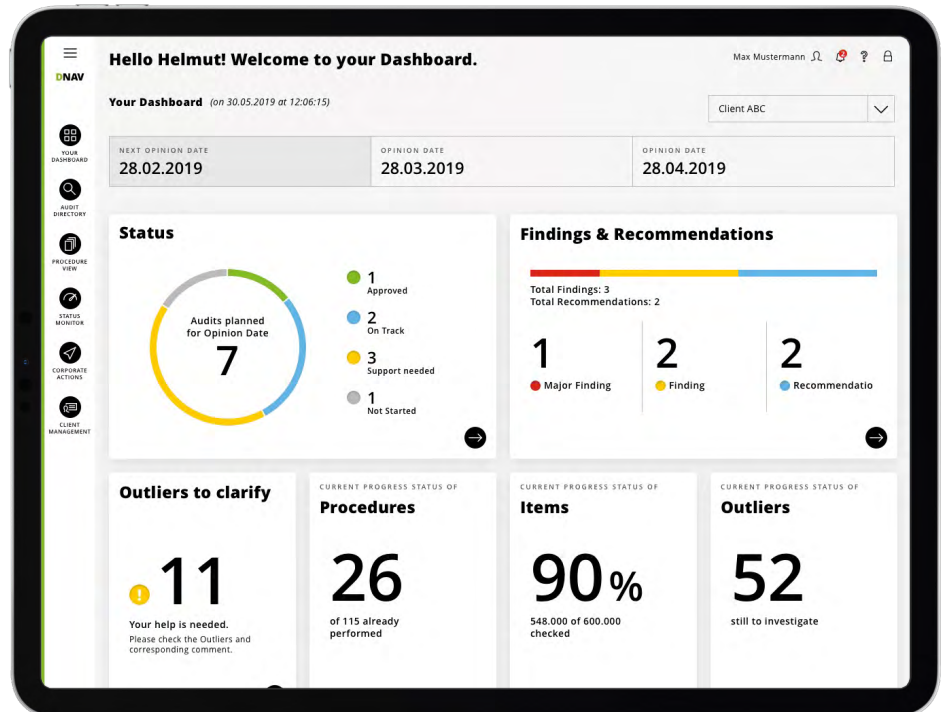 DNAV
Hello Helmut! Welcome to your Dashboard.
Max Mustermann
2
?
Your Dashboard (on 30.05.2019 at 12:06:15)
Client ABC
YOUR
DASHBOARD
AUDIT
DIRECTORY
PROCEDURE
VIEW
STATUS
MONITOR
CORPORATE
ACTIONS
CLIENT
MANAGEMENT
NEXT OPINION DATE
28.02.2019
OPINION DATE
28.03.2019
OPINION DATE
28.04.2019
Status
Audits planned
for Opinion Date
7
1
Approved
2
On Track
3
Support needed
1
Not Started
Findings & Recommendations
Total Findings: 3
Total Recommendations: 2
1
Major Finding
2
Finding
2
Recommendatio
Outliers to clarify
! 11
Your help is needed.
Please check the Outliers and
corresponding comment.
CURRENT PROGRESS STATUS OF
Procedures
26
of 115 already
performed
CURRENT PROGRESS STATUS OF
Items
90 %
548.000 of 600.000
checked
CURRENT PROGRESS STATUS OF
Outliers
52
still to investigate